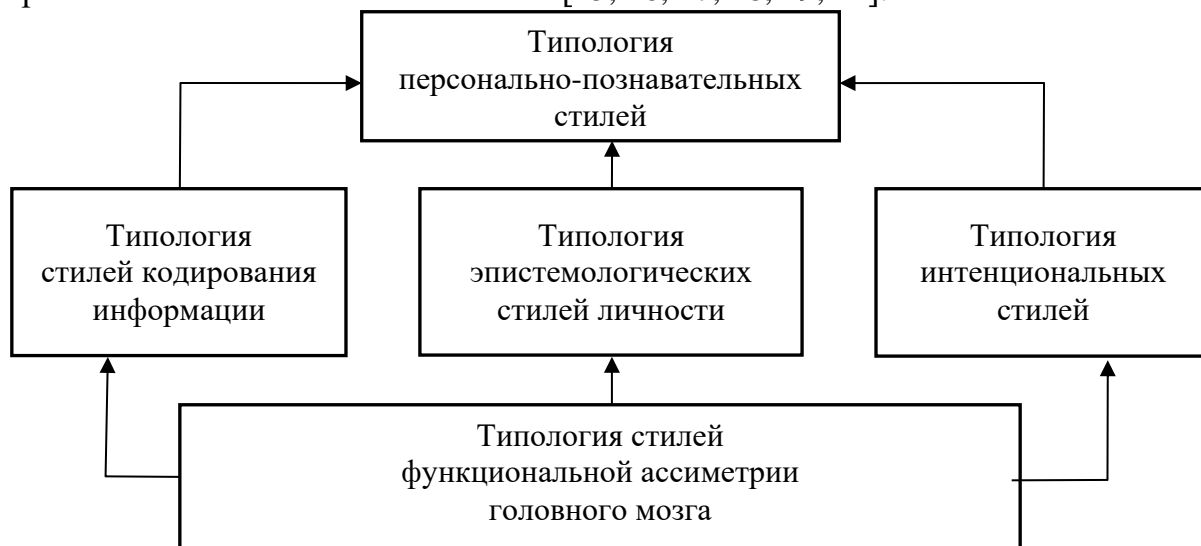 Типология
персонально-познавательных
стилей
Типология
стилей кодирования
информации
Типология
эпистемологических
стилей личности
Типология
интенциональных
стилей
Типология стилей
функциональной ассиметрии
головного мозга